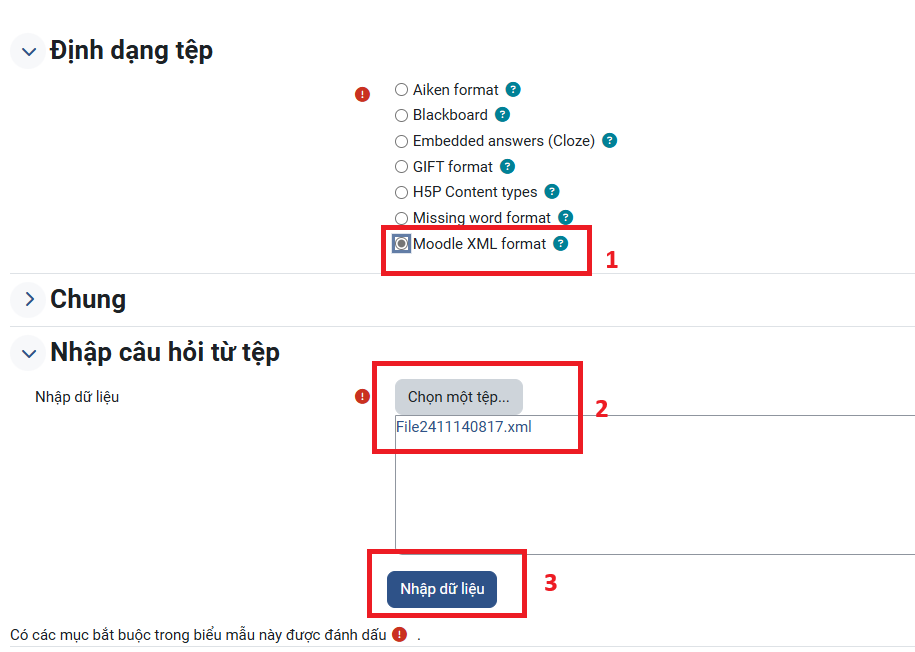 Định dạng tệp
Aiken format
Blackboard
Embedded answers (Cloze)
GIFT format
H5P Content types
Missing word format
Moodle XML format
1
Chung
Nhập câu hỏi từ tệp
Nhập dữ liệu
Chọn một tệp...
2
File2411140817.xml
Nhập dữ liệu
3
Có các mục bắt buộc trong biểu mẫu này được đánh dấu .